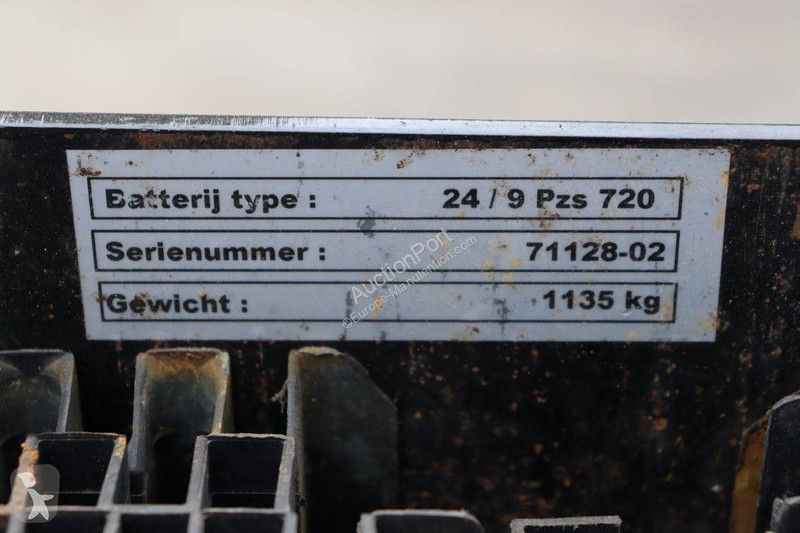 Batterij type : 24 / 9 Pzs 720
Serienummer : 71128-02
Gewicht : 1135 kg
AuctionPort
©Europe-Manutention.com